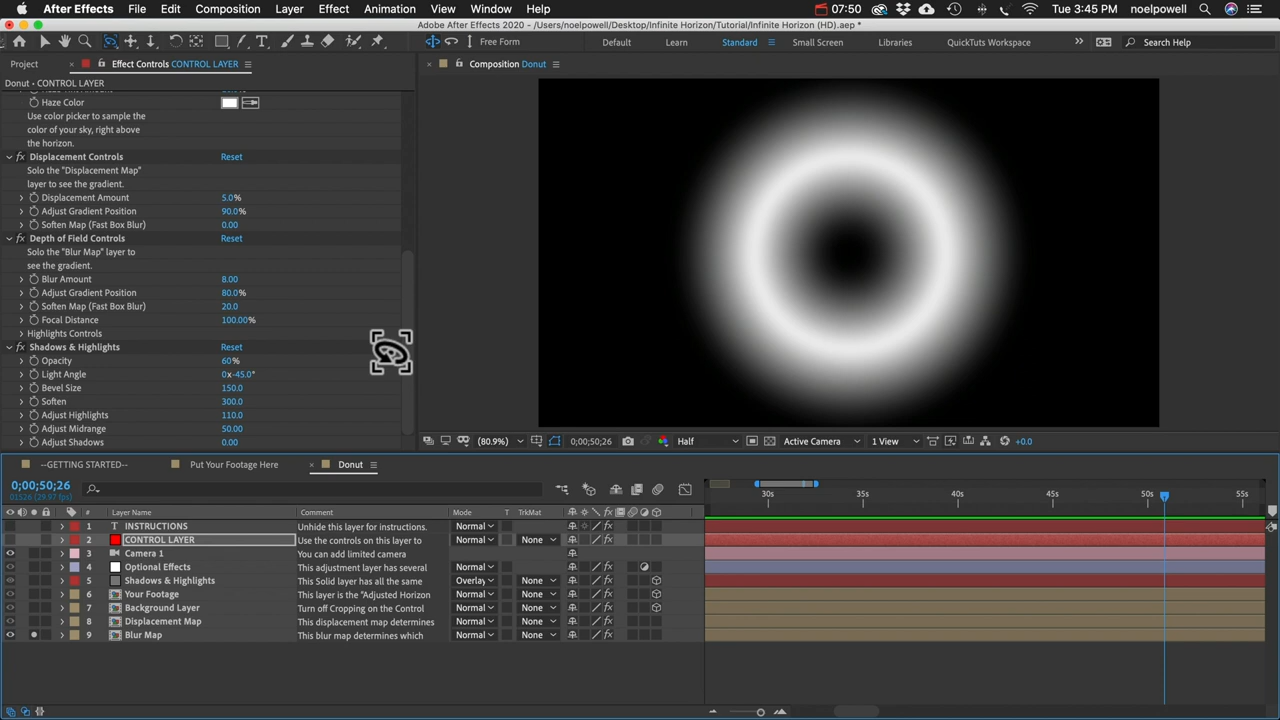 After Effects File Edit Composition Layer Effect Animation View Window Help 07:50 Tue 3:45 PM noelpowell
Adobe After Effects 2020 - /Users/noelpowell/Desktop/Infinite Horizon/Tutorial/Infinite Horizon (HD).aep *
Free Form Default Learn Standard Small Screen Libraries QuickTuts Workspace Search Help
Project Effect Controls CONTROL LAYER Composition Donut
Donut • CONTROL LAYER
Haze Color
Use color picker to sample the
color of your sky, right above
the horizon.
fx Displacement Controls Reset
Solo the "Displacement Map"
layer to see the gradient.
Displacement Amount 5.0%
Adjust Gradient Position 90.0%
Soften Map (Fast Box Blur) 0.00
fx Depth of Field Controls Reset
Solo the "Blur Map" layer to
see the gradient.
Blur Amount 8.00
Adjust Gradient Position 80.0%
Soften Map (Fast Box Blur) 20.0
Focal Distance 100.00%
Highlights Controls
fx Shadows & Highlights Reset
Opacity 60%
Light Angle 0x-45.0°
Bevel Size 150.0
Soften 300.0
Adjust Highlights 110.0
Adjust Midrange 50.00
Adjust Shadows 0.00
(80.9%) 0;00;50;26 Half Active Camera 1 View +0.0
--GETTING STARTED-- Put Your Footage Here Donut
0;00;50;26
01526 (29.97 fps)
30s 35s 40s 45s 50s 55s
# Layer Name Comment Mode T TrkMat
1 T INSTRUCTIONS Unhide this layer for instructions. Normal
2 CONTROL LAYER Use the controls on this layer to Normal None
3 Camera 1 You can add limited camera
4 Optional Effects This adjustment layer has several Normal None
5 Shadows & Highlights This Solid layer has all the same Overlay None
6 Your Footage This layer is the "Adjusted Horizon Normal None
7 Background Layer Turn off Cropping on the Control Normal None
8 Displacement Map This displacement map determines Normal None
9 Blur Map This blur map determines which Normal None